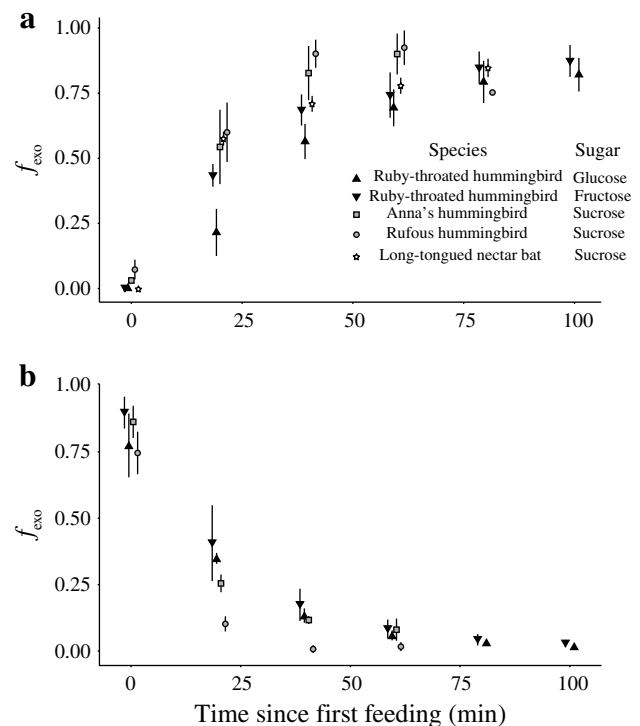 a
1.00
0.75
0.50
0.25
0.00
f exo
Species Sugar
Ruby-throated hummingbird Glucose
Ruby-throated hummingbird Fructose
Anna's hummingbird Sucrose
Rufous hummingbird Sucrose
Long-tongued nectar bat Sucrose
0 25 50 75 100
b
1.00
0.75
0.50
0.25
0.00
f exo
0 25 50 75 100
Time since first feeding (min)